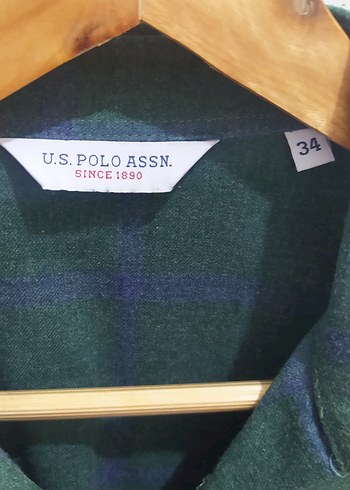 U.S. POLO ASSN.
SINCE 1890
34